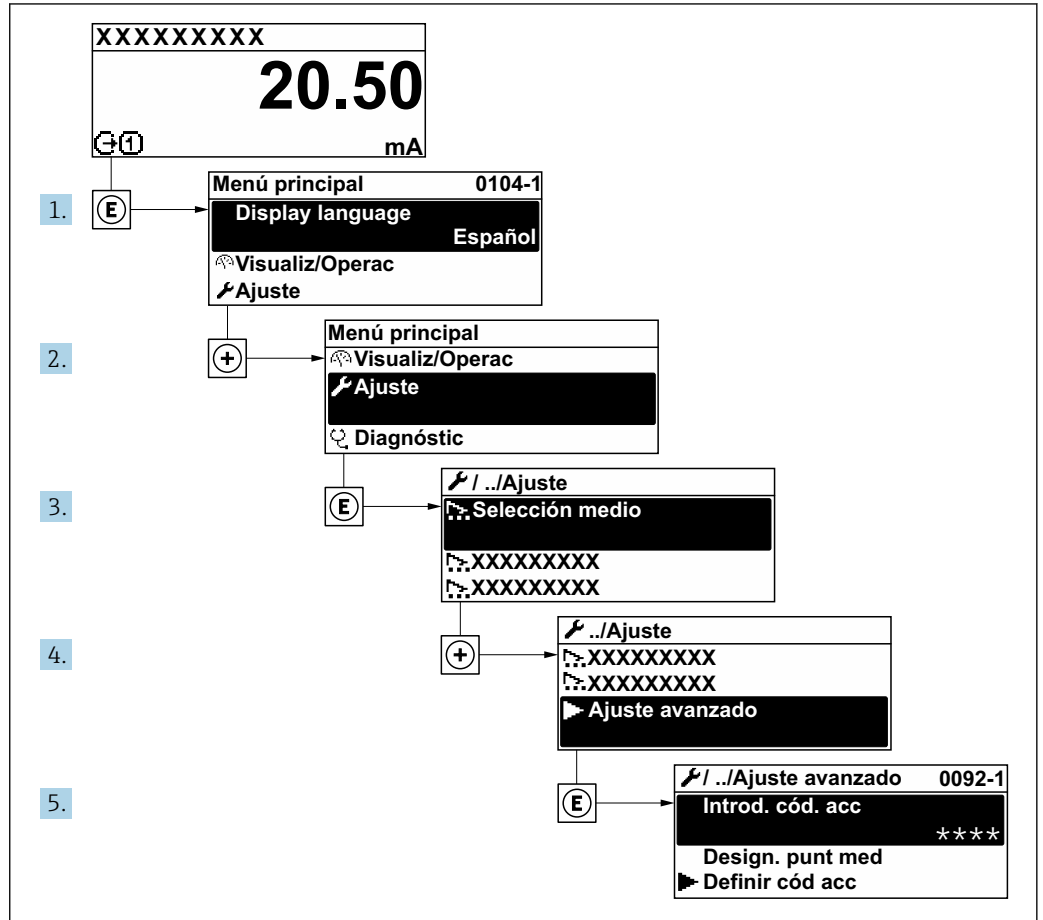 XXXXXXXXX
20.50
1
mA
1.
E
Menú principal 0104-1
Display language
Español
Visualiz/Operac
Ajuste
2.
+
Menú principal
Visualiz/Operac
Ajuste
Diagnóstic
3.
E
/ ../Ajuste
Selección medio
XXXXXXXXX
XXXXXXXXX
4.
+
../Ajuste
XXXXXXXXX
XXXXXXXXX
Ajuste avanzado
5.
E
/ ../Ajuste avanzado 0092-1
Introd. cód. acc
****
Design. punt med
Definir cód acc